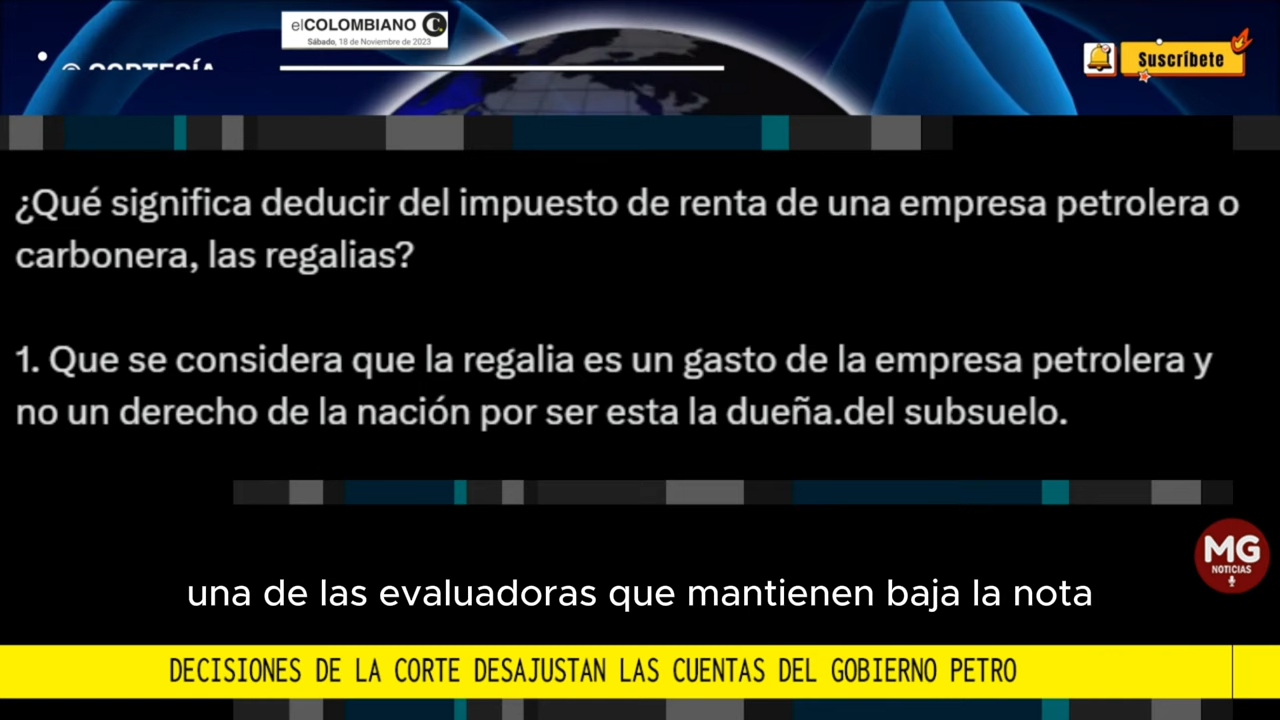 elCOLOMBIANO
Sábado, 18 de Noviembre de 2023
Suscríbete
¿Qué significa deducir del impuesto de renta de una empresa petrolera o
carbonera, las regalias?
1. Que se considera que la regalia es un gasto de la empresa petrolera y
no un derecho de la nación por ser esta la dueña.del subsuelo.
MG
NOTICIAS
una de las evaluadoras que mantienen baja la nota
DECISIONES DE LA CORTE DESAJUSTAN LAS CUENTAS DEL GOBIERNO PETRO